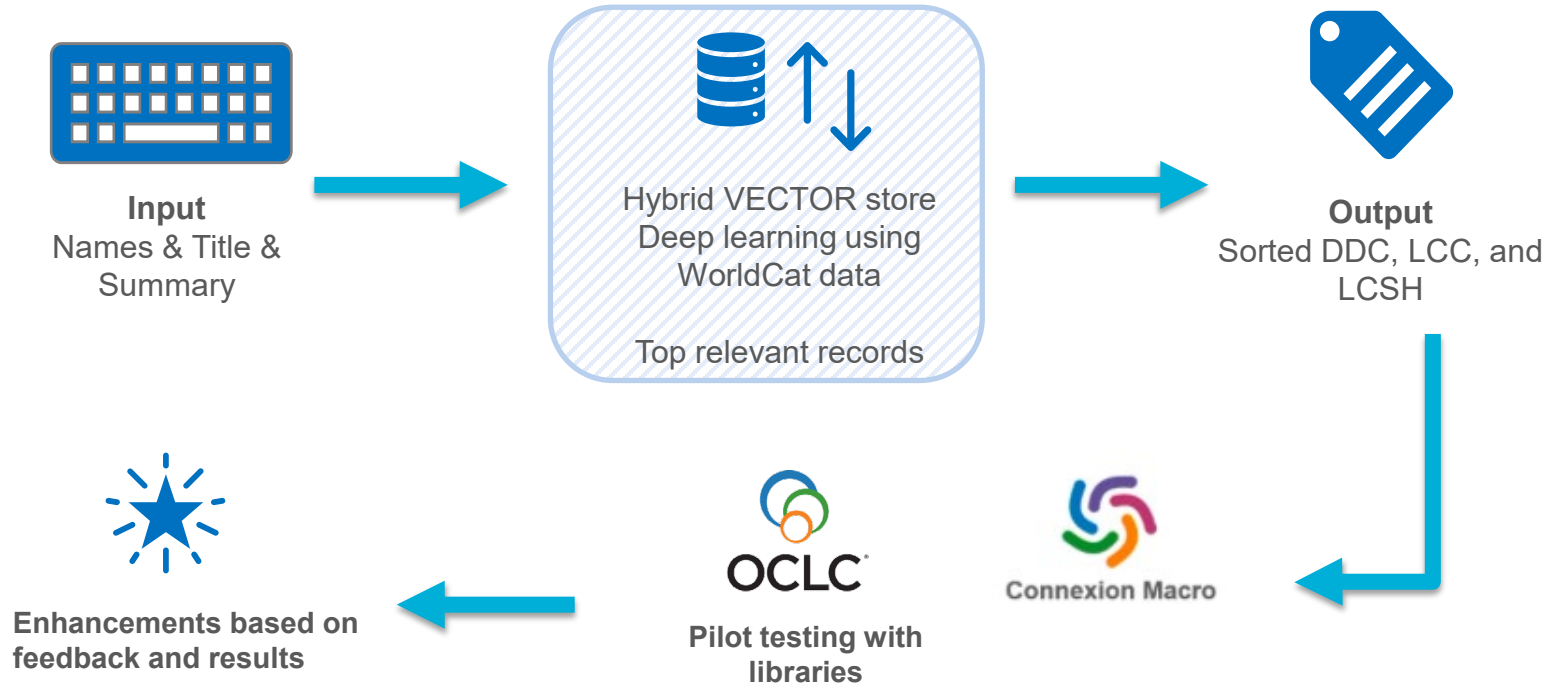 Input
Names & Title &
Summary
Hybrid VECTOR store
Deep learning using
WorldCat data
Top relevant records
Output
Sorted DDC, LCC, and
LCSH
Connexion Macro
OCLC
Pilot testing with
libraries
Enhancements based on
feedback and results